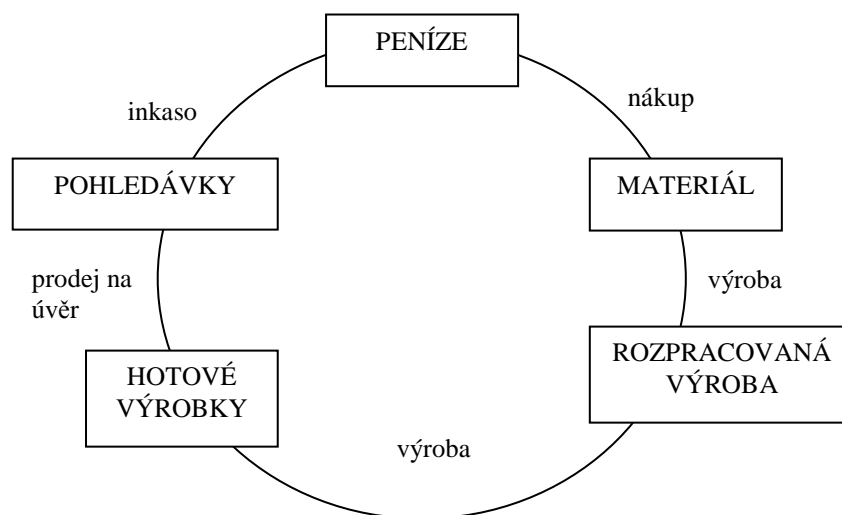 PENÍZE
inkaso
nákup
POHLEDÁVKY
MATERIÁL
prodej na
úvěr
výroba
HOTOVÉ
VÝROBKY
ROZPRACOVANÁ
VÝROBA
výroba